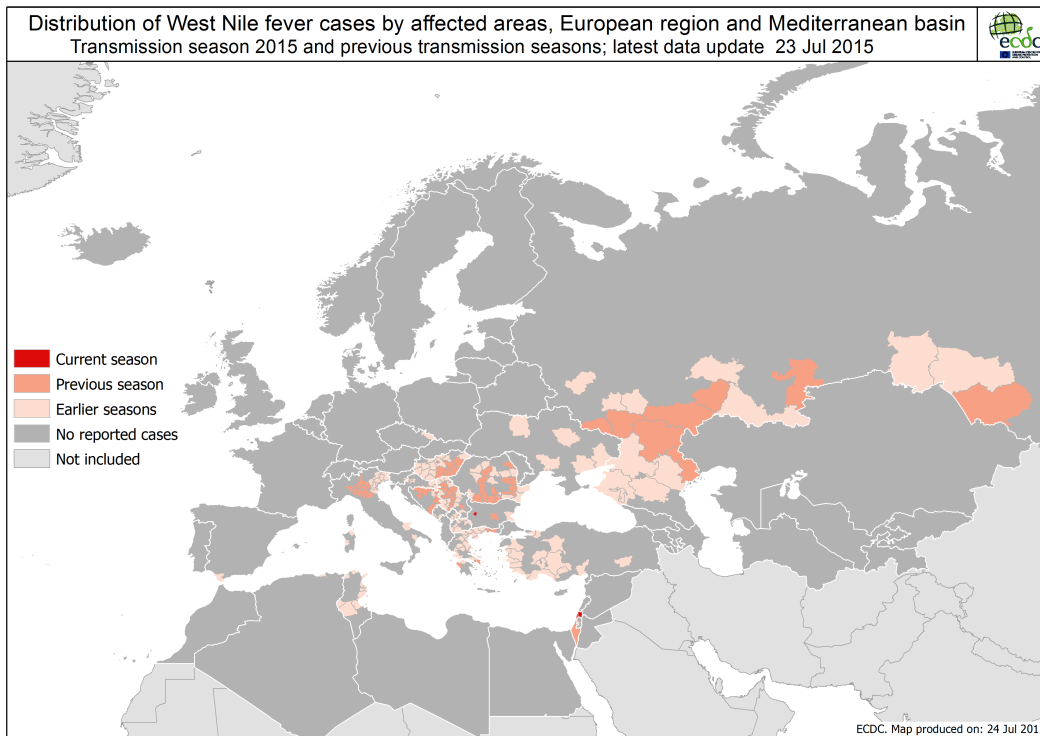 Distribution of West Nile fever cases by affected areas, European region and Mediterranean basin
Transmission season 2015 and previous transmission seasons; latest data update 23 Jul 2015
ecdc
Current season
Previous season
Earlier seasons
No reported cases
Not included
ECDC. Map produced on: 24 Jul 201